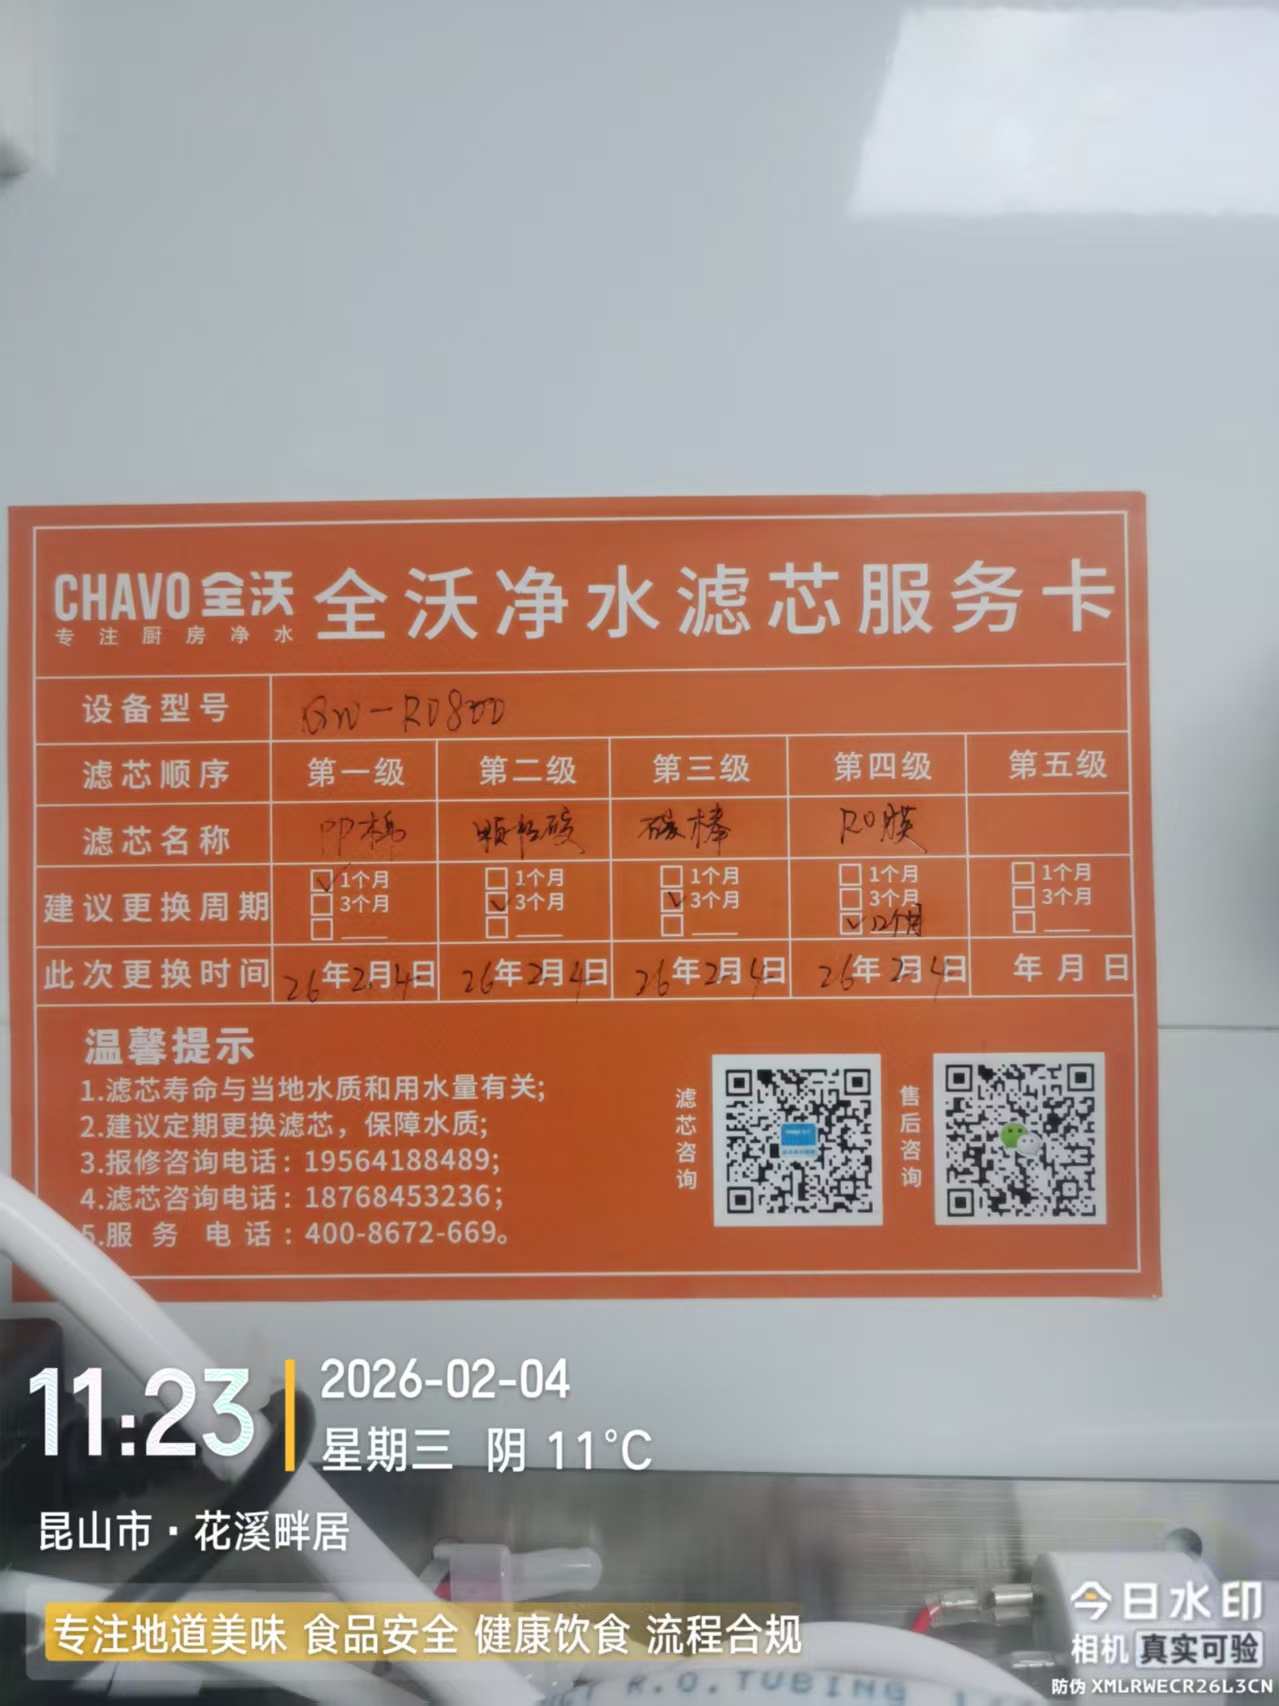 CHAVO全沃
专注厨房净水
全沃净水滤芯服务卡
设备型号 QW-RO800
滤芯顺序 第一级 第二级 第三级 第四级 第五级
滤芯名称 PP棉 颗粒碳 碳棒 RO膜
建议更换周期 ☑1个月 □1个月 □1个月 □1个月 □1个月
□3个月 ☑3个月 ☑3个月 □3个月 □3个月
□____ □____ □____ ☑12个月 □____
此次更换时间 26年2月4日 26年2月4日 26年2月4日 26年2月4日 年月日
温馨提示
1.滤芯寿命与当地水质和用水量有关;
2.建议定期更换滤芯，保障水质;
3.报修咨询电话：19564188489;
4.滤芯咨询电话：18768453236;
5.服务电话：400-8672-669。
滤芯咨询
售后咨询
11:23
2026-02-04
星期三 阴 11°C
昆山市·花溪畔居
专注地道美味 食品安全 健康饮食 流程合规
今日水印
相机 真实可验
防伪 XMLRWECR26L3CN
R.O.TUBING